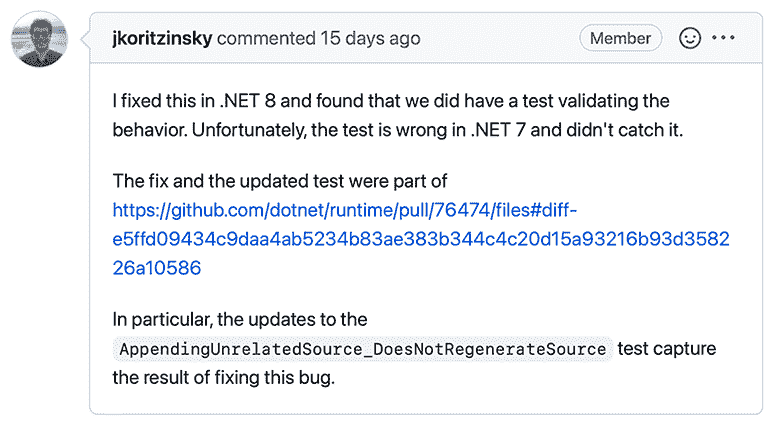 jkoritzinsky commented 15 days ago Member
I fixed this in .NET 8 and found that we did have a test validating the
behavior. Unfortunately, the test is wrong in .NET 7 and didn't catch it.
The fix and the updated test were part of
https://github.com/dotnet/runtime/pull/76474/files#diff-
e5ffd09434c9daa4ab5234b83ae383b344c4c20d15a93216b93d3582
26a10586
In particular, the updates to the
AppendingUnrelatedSource_DoesNotRegenerateSource test capture
the result of fixing this bug.